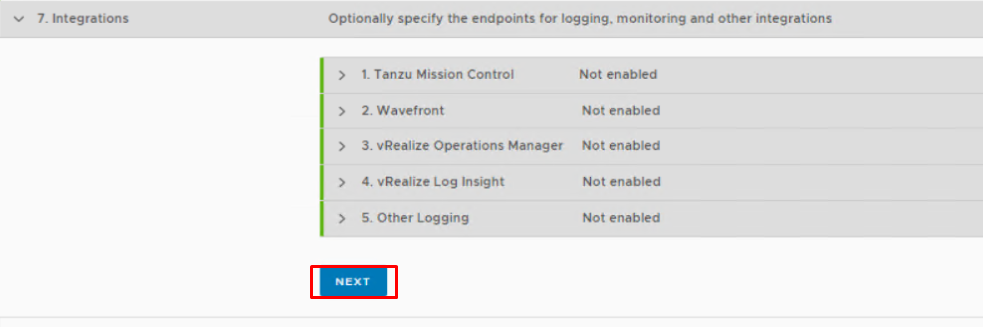 7. Integrations Optionally specify the endpoints for logging, monitoring and other integrations
1. Tanzu Mission Control Not enabled
2. Wavefront Not enabled
3. vRealize Operations Manager Not enabled
4. vRealize Log Insight Not enabled
5. Other Logging Not enabled
NEXT